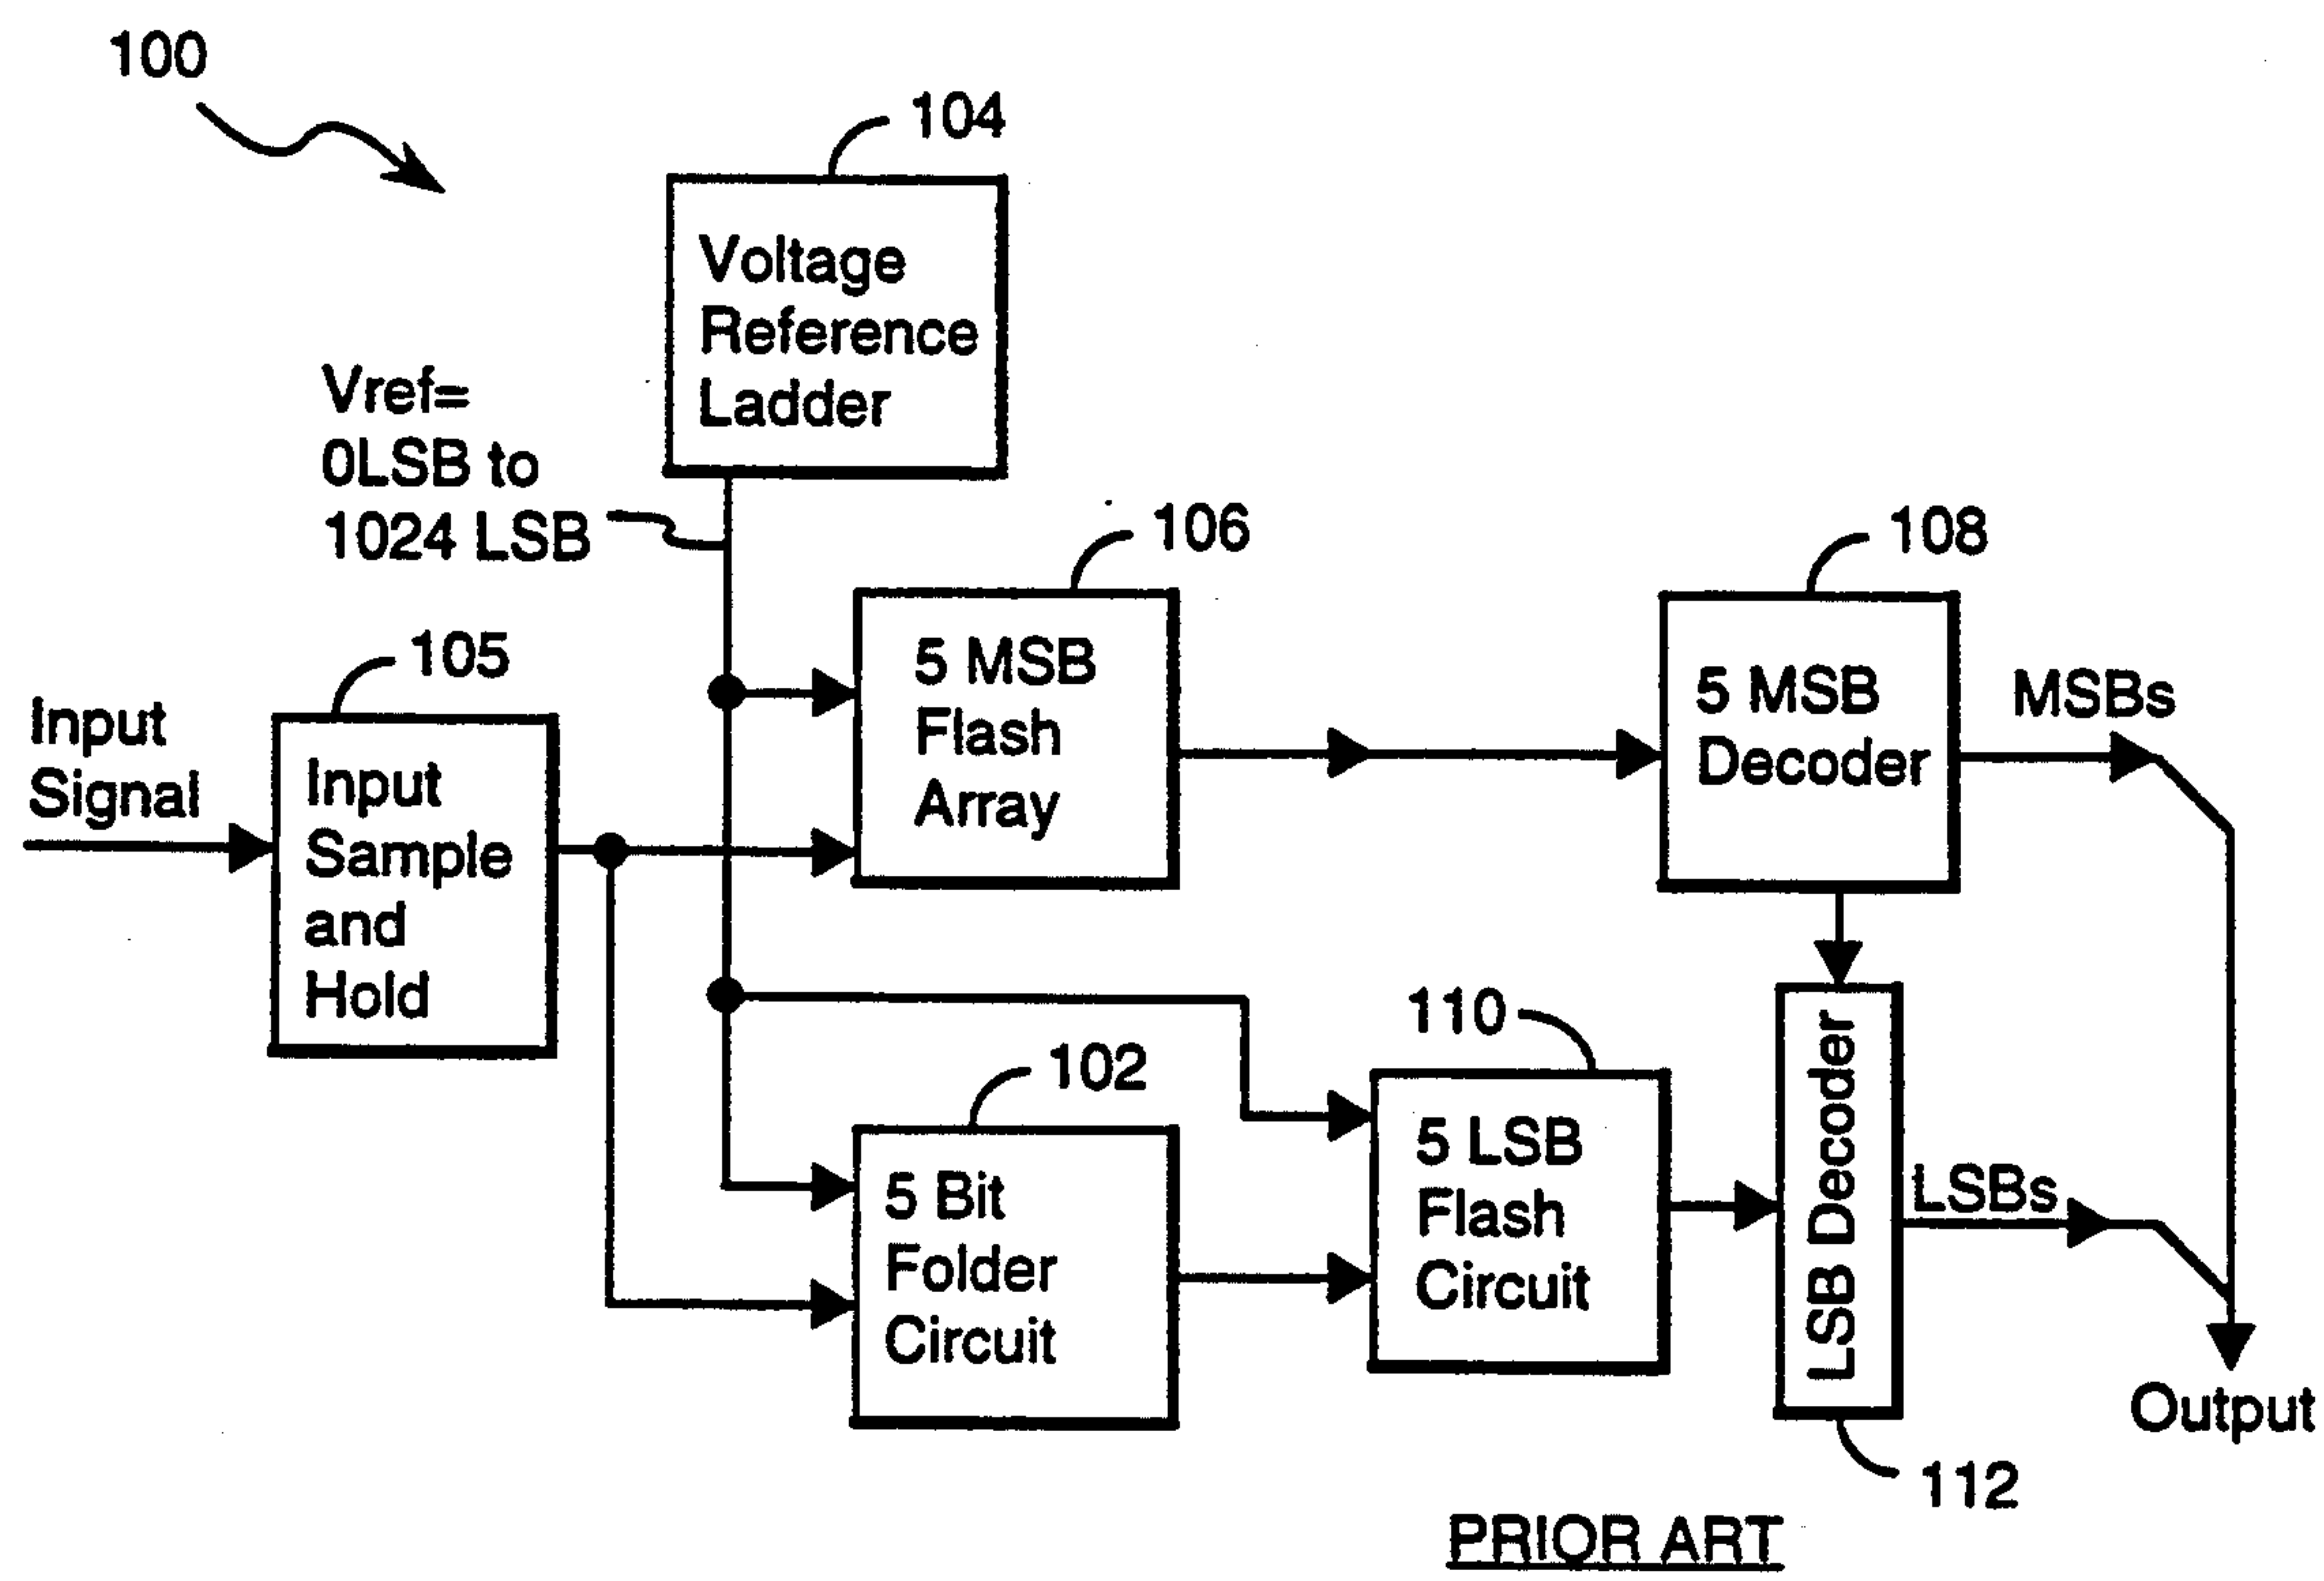 100
104
Voltage
Reference
Ladder
Vref=
0LSB to
1024 LSB
106
108
105
5 MSB
Flash
Array
5 MSB
Decoder
MSBs
Input
Signal
Input
Sample
and
Hold
110
102
5 LSB
Flash
Circuit
LSB Decoder
LSBs
5 Bit
Folder
Circuit
Output
112
PRIOR ART